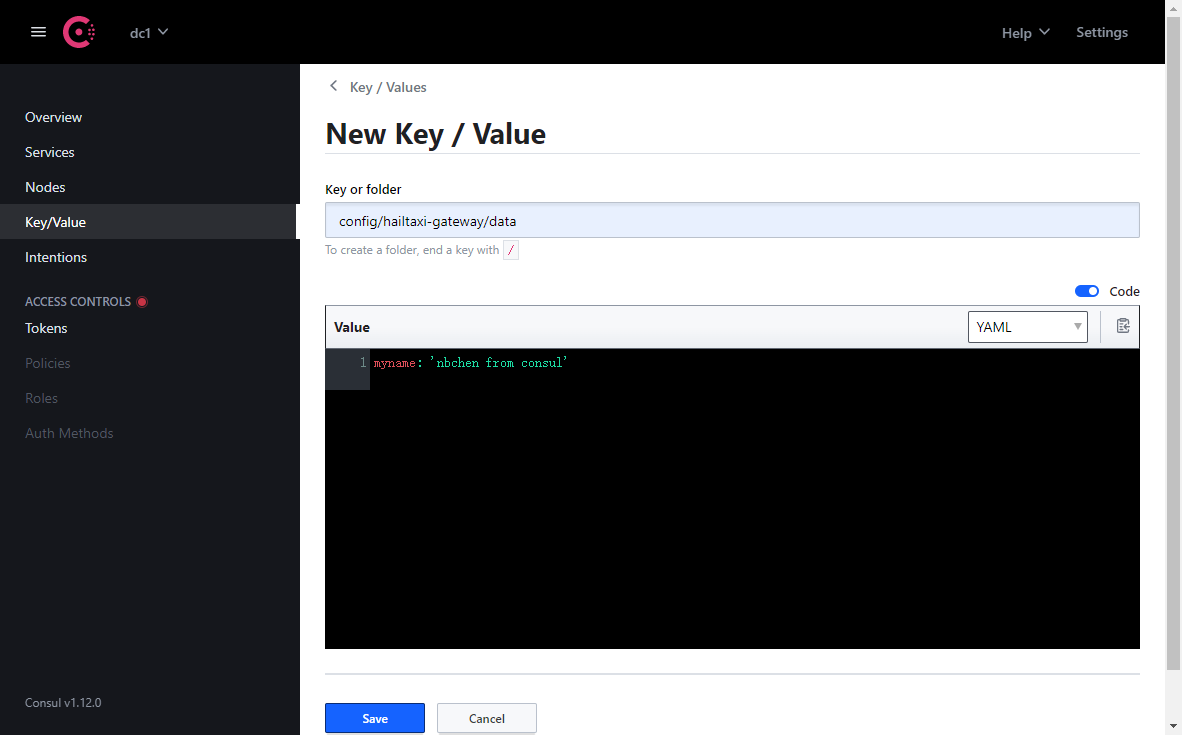 dc1
Help
Settings
Overview
Services
Nodes
Key/Value
Intentions
ACCESS CONTROLS
Tokens
Policies
Roles
Auth Methods
Consul v1.12.0
Key / Values
New Key / Value
Key or folder
config/hailtaxi-gateway/data
To create a folder, end a key with /
Code
Value
YAML
1 myname: 'nbchen from consul'
Save
Cancel